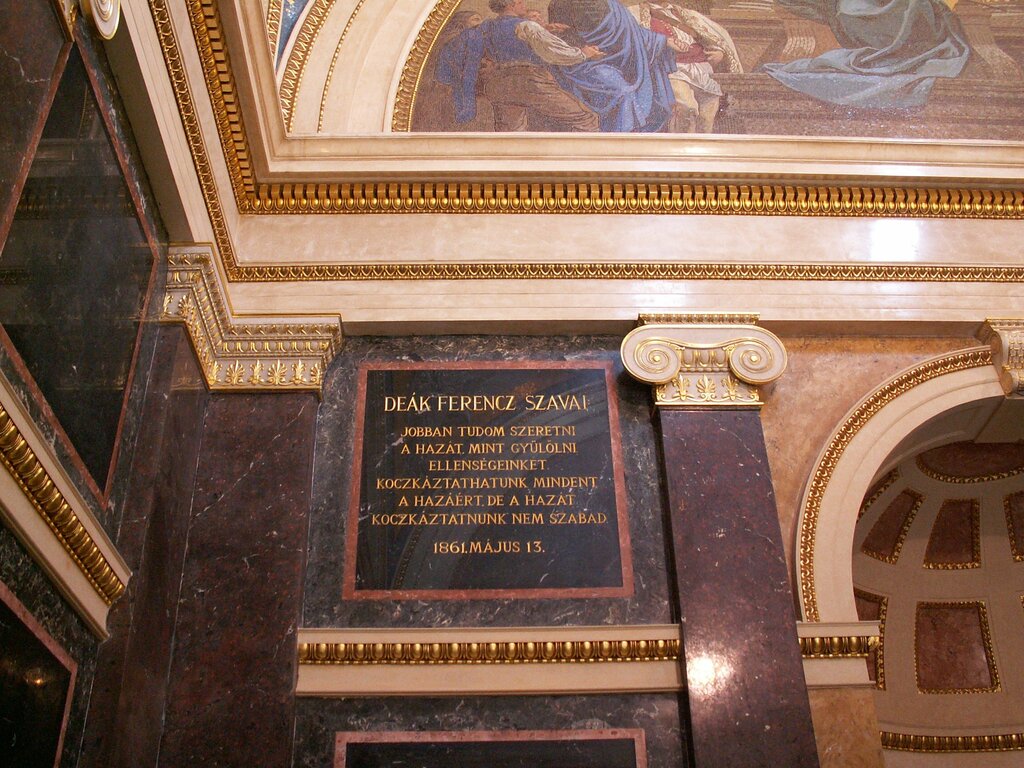 DEÁK FERENCZ SZAVAI:
JOBBAN TUDOM SZERETNI
A HAZÁT, MINT GYŰLÖLNI
ELLENSÉGEINKET.
KOCZKÁZTATHATUNK MINDENT
A HAZÁÉRT, DE A HAZÁT
KOCZKÁZTATNUNK NEM SZABAD.
1861. MÁJUS 13.